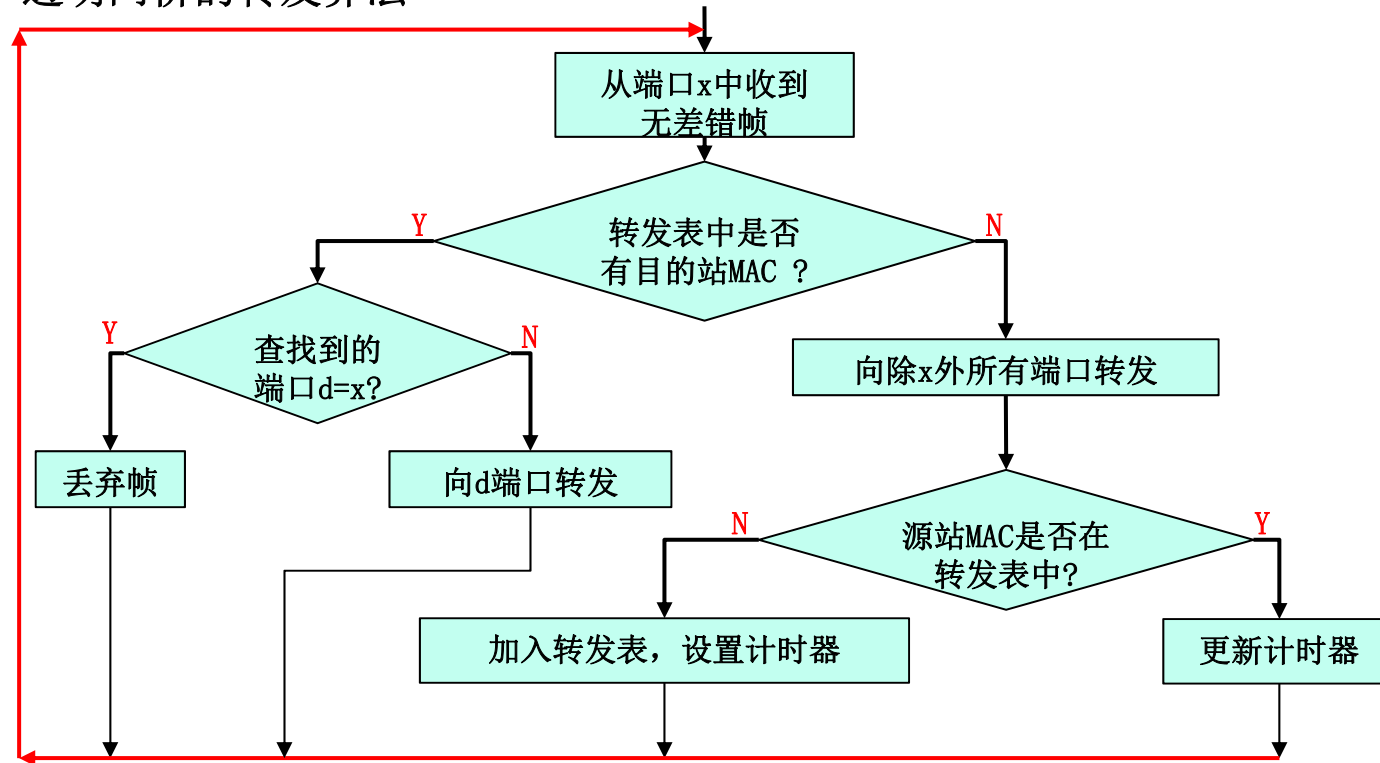 从端口x中收到
无差错帧
转发表中是否
有目的站MAC ?
Y
N
查找到的
端口d=x?
Y
N
向除x外所有端口转发
丢弃帧
向d端口转发
源站MAC是否在
转发表中?
N
Y
加入转发表，设置计时器
更新计时器